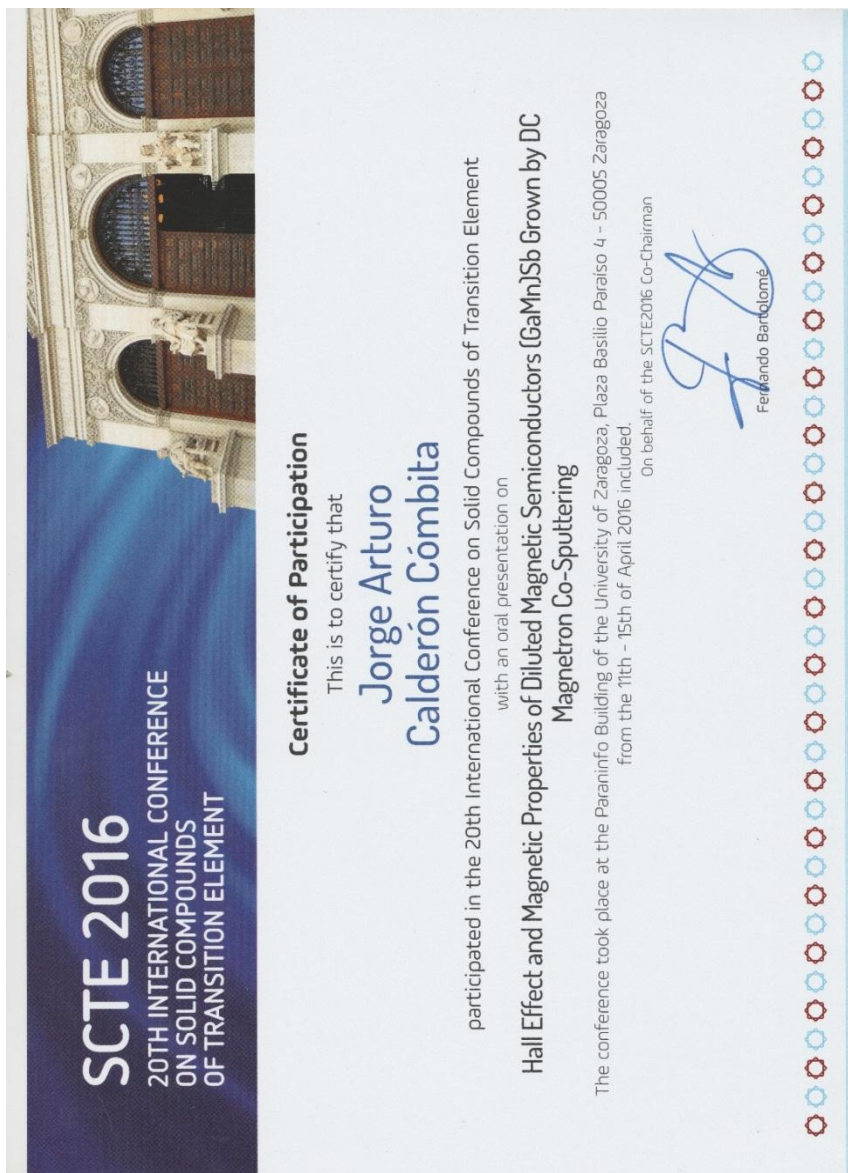 SCTE 2016
20TH INTERNATIONAL CONFERENCE
ON SOLID COMPOUNDS
OF TRANSITION ELEMENT
Certificate of Participation
This is to certify that
Jorge Arturo
Calderón Cómbita
participated in the 20th International Conference on Solid Compounds of Transition Element
with an oral presentation on
Hall Effect and Magnetic Properties of Diluted Magnetic Semiconductors (GaMn)Sb Grown by DC
Magnetron Co-Sputtering
The conference took place at the Paraninfo Building of the University of Zaragoza, Plaza Basilio Paraiso 4 - 50005 Zaragoza
from the 11th - 15th of April 2016 included.
On behalf of the SCTE2016 Co-Chairman
Fernando Bartolomé